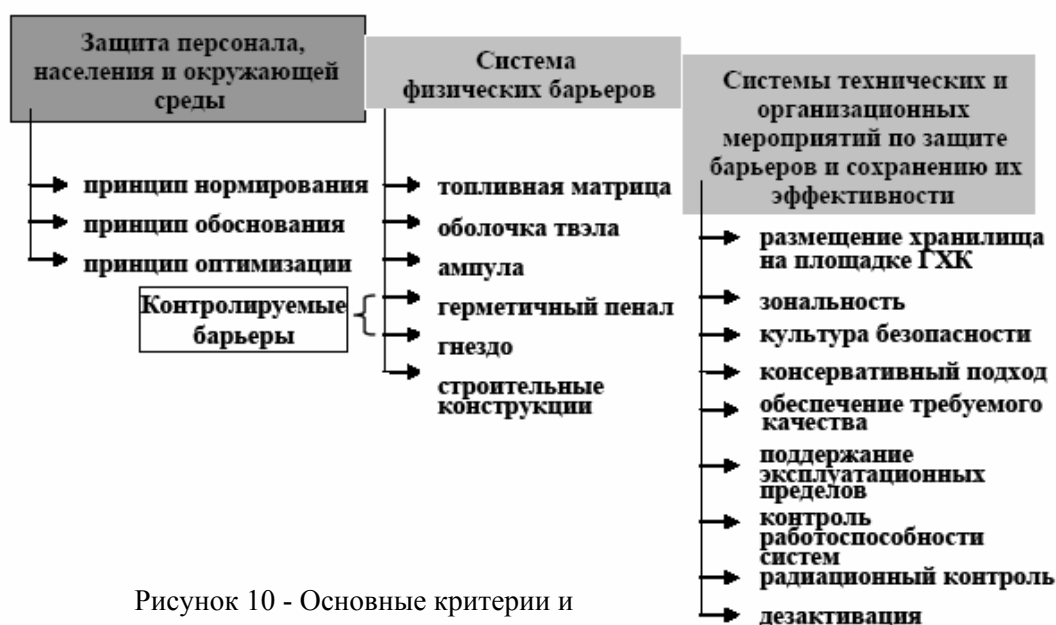 Защита персонала,
населения и окружающей
среды
принцип нормирования
принцип обоснования
принцип оптимизации
Контролируемые
барьеры
Система
физических барьеров
топливная матрица
оболочка твэла
ампула
герметичный пенал
гнездо
строительные
конструкции
Системы технических и
организационных
мероприятий по защите
барьеров и сохранению их
эффективности
размещение хранилища
на площадке ГХК
зональность
культура безопасности
консервативный подход
обеспечение требуемого
качества
поддержание
эксплуатационных
пределов
контроль
работоспособности
систем
радиационный контроль
дезактивация
Рисунок 10 - Основные критерии и